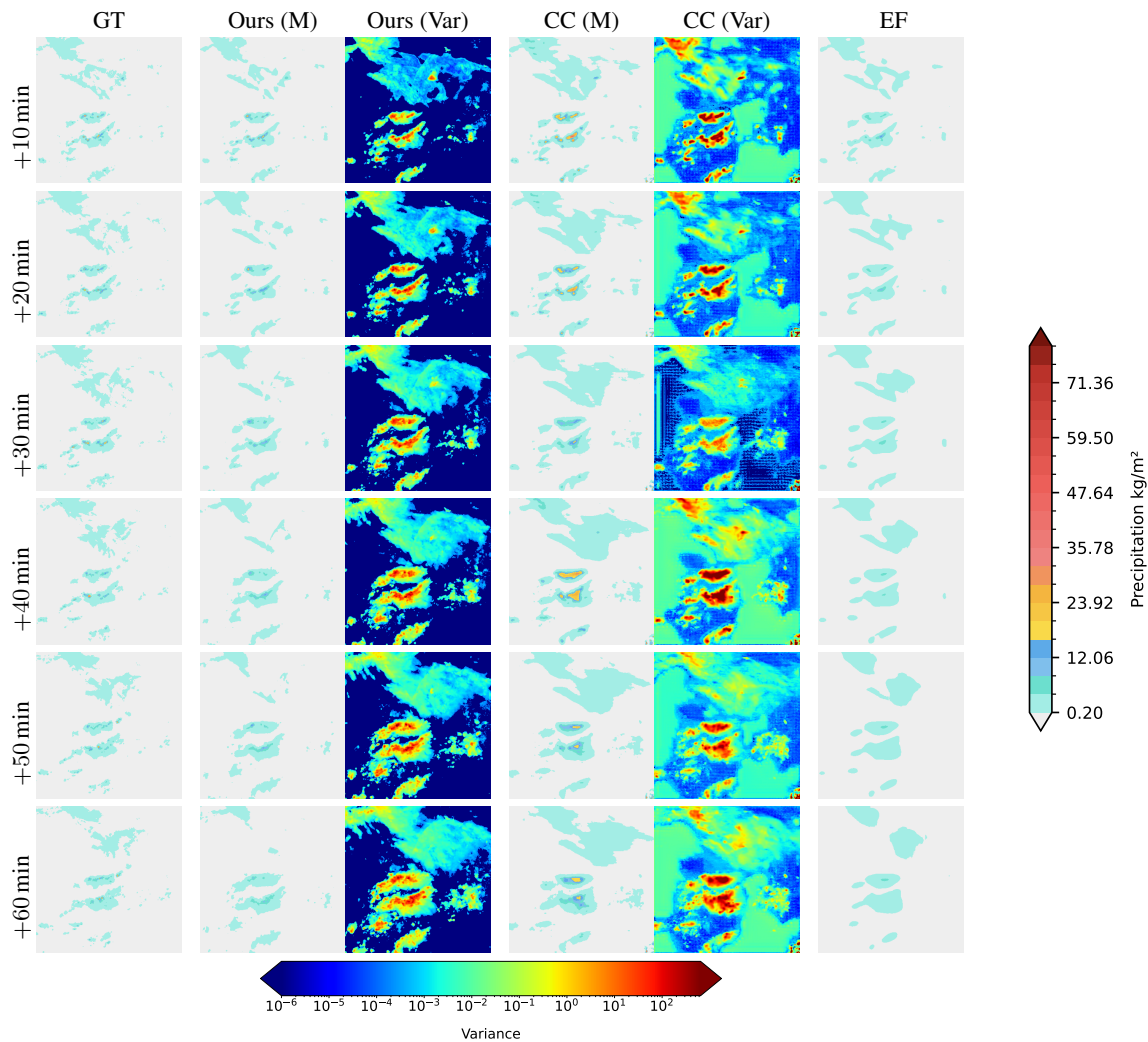 GT Ours (M) Ours (Var) CC (M) CC (Var) EF
+10 min
+20 min
+30 min
+40 min
+50 min
+60 min
71.36
59.50
47.64
35.78
23.92
12.06
0.20
Precipitation kg/m²
10⁻⁶ 10⁻⁵ 10⁻⁴ 10⁻³ 10⁻² 10⁻¹ 10⁰ 10¹ 10²
Variance